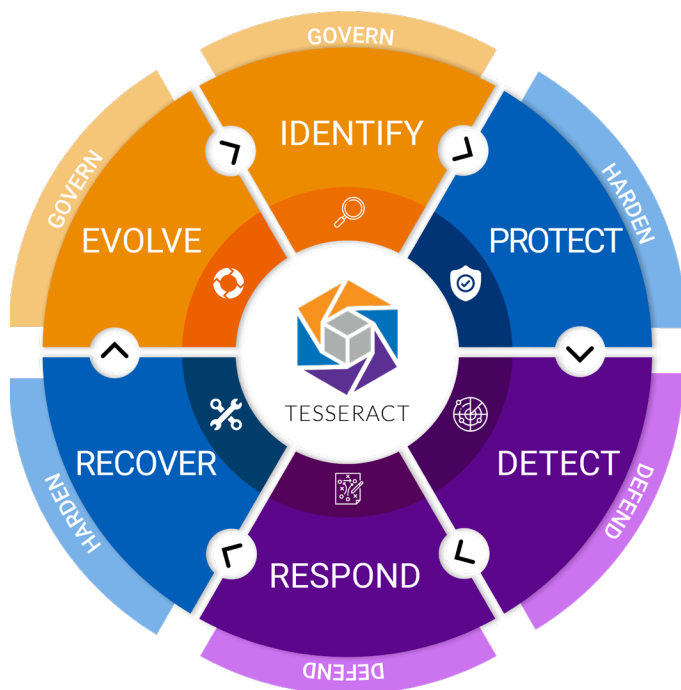 GOVERN
IDENTIFY
HARDEN
PROTECT
DEFEND
DETECT
DEFEND
RESPOND
HARDEN
RECOVER
GOVERN
EVOLVE
TESSERACT